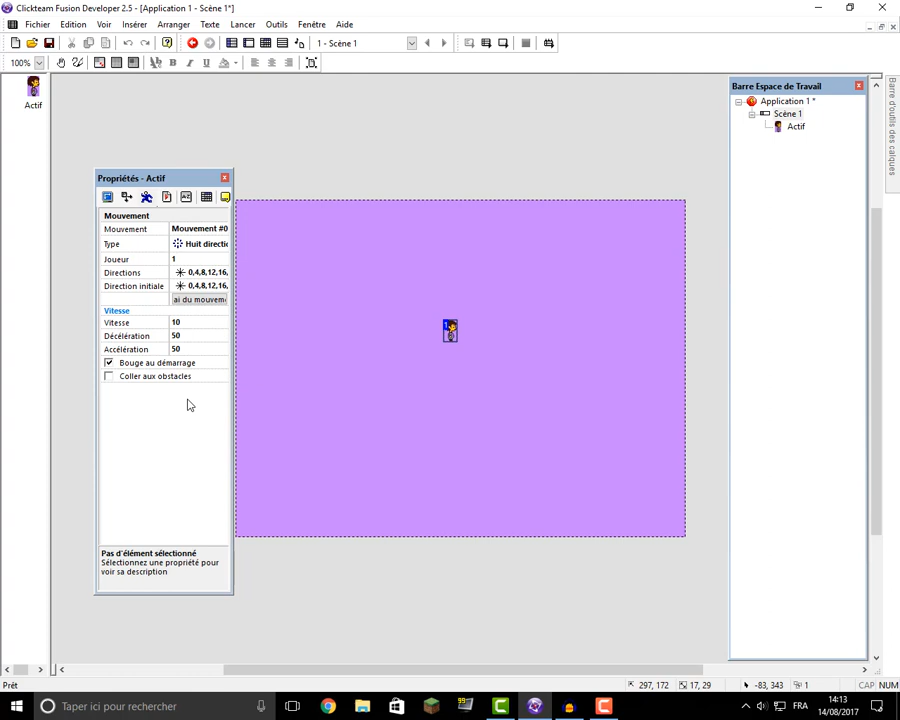 Clickteam Fusion Developer 2.5 - [Application 1 - Scène 1*]
Fichier Edition Voir Insérer Arranger Texte Lancer Outils Fenêtre Aide
1 - Scène 1
100%
Actif
Propriétés - Actif
Mouvement
Mouvement Mouvement #0
Type Huit directi
Joueur 1
Directions 0,4,8,12,16,
Direction initiale 0,4,8,12,16,
ai du mouvem
Vitesse
Vitesse 10
Décélération 50
Accélération 50
Bouge au démarrage
Coller aux obstacles
Pas d'élément sélectionné
Sélectionnez une propriété pour
voir sa description
1
Barre Espace de Travail
Application 1 *
Scène 1
Actif
Barre d'outils des calques
Prêt
297, 172 17, 29 -83, 343 1 CAP NUM
Taper ici pour rechercher
99
FRA
14:13
14/08/2017